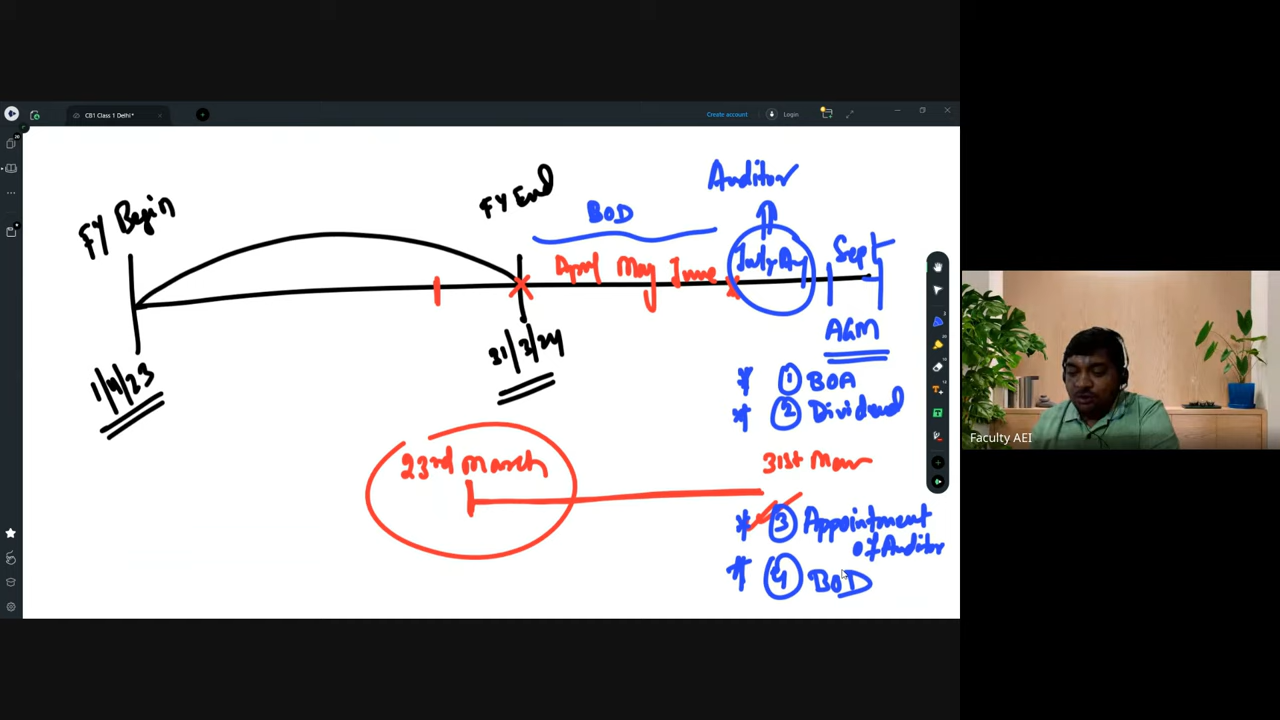 CB1 Class 1 Delhi*
Create account
Login
Auditor
FY Begin
FY End
BOD
April May June
July Aug
Sept
AGM
1/4/23
31/3/24
① BOA
② Dividend
23rd March
31st Mar
③ Appointment
of Auditor
④ BOD
Faculty AEI